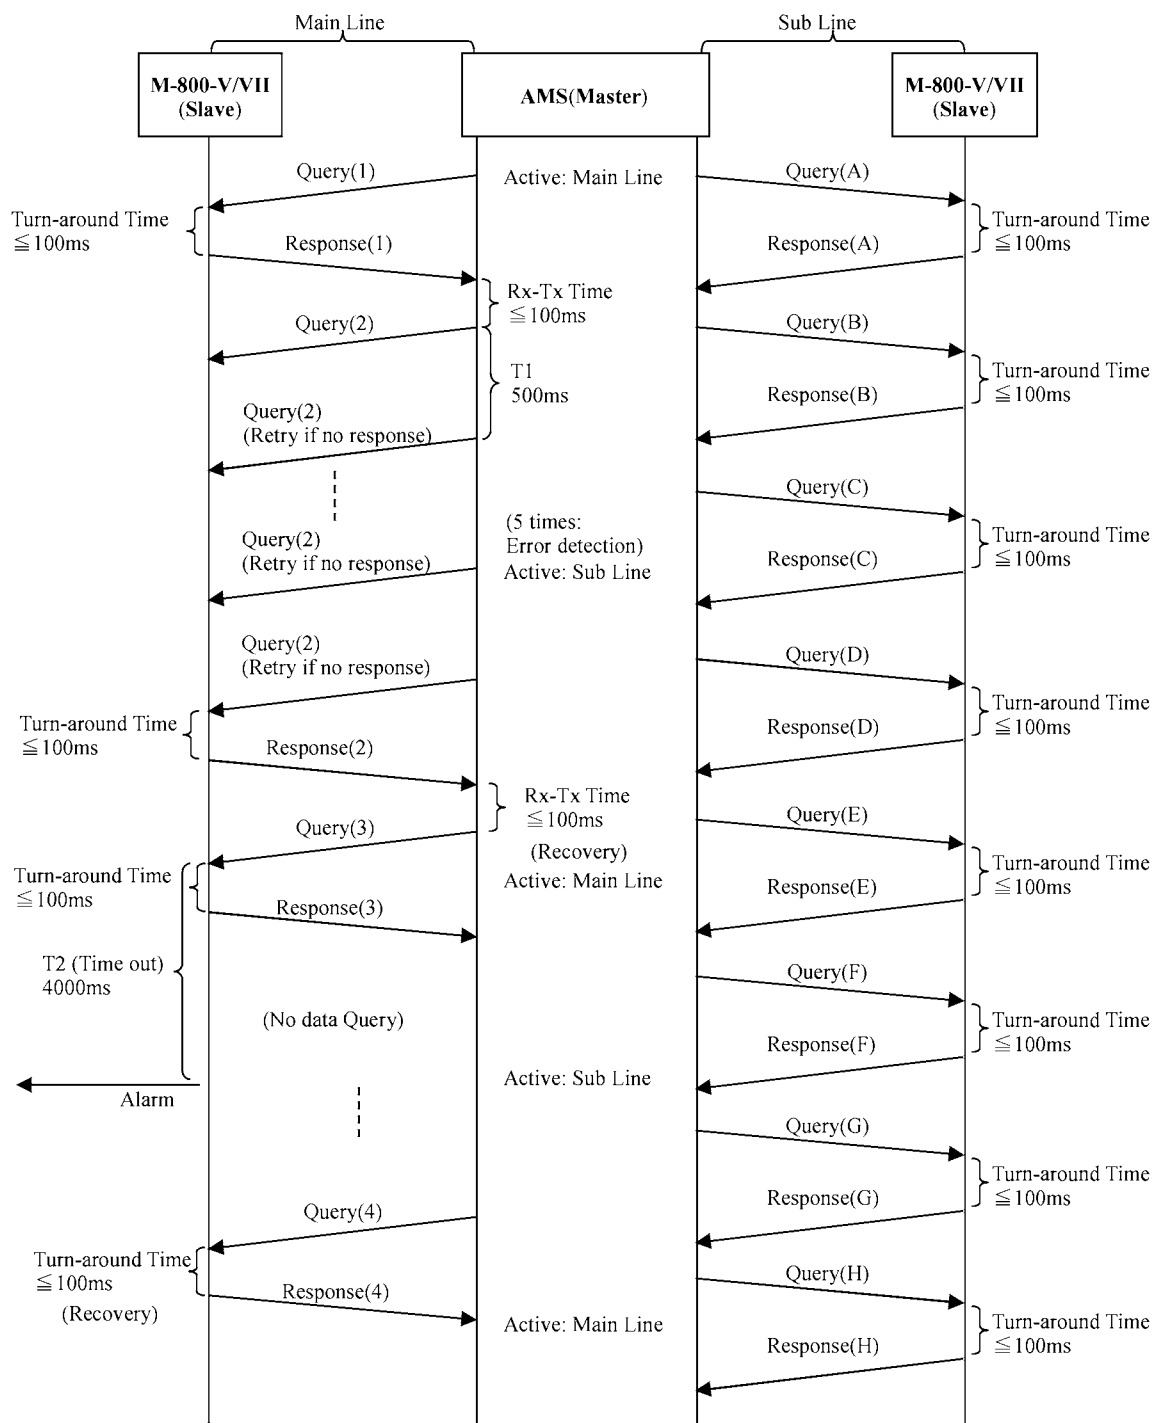 Main Line
Sub Line
M-800-V/VII
(Slave)
AMS(Master)
M-800-V/VII
(Slave)
Query(1)
Active: Main Line
Query(A)
Turn-around Time
≦100ms
Turn-around Time
≦100ms
Response(1)
Response(A)
Rx-Tx Time
≦100ms
Query(2)
Query(B)
T1
500ms
Turn-around Time
≦100ms
Response(B)
Query(2)
(Retry if no response)
Query(C)
(5 times:
Error detection)
Active: Sub Line
Turn-around Time
≦100ms
Query(2)
(Retry if no response)
Response(C)
Query(2)
(Retry if no response)
Query(D)
Turn-around Time
≦100ms
Turn-around Time
≦100ms
Response(2)
Response(D)
Rx-Tx Time
≦100ms
Query(3)
Query(E)
(Recovery)
Active: Main Line
Turn-around Time
≦100ms
Turn-around Time
≦100ms
Response(3)
Response(E)
T2 (Time out)
4000ms
Query(F)
(No data Query)
Turn-around Time
≦100ms
Response(F)
Active: Sub Line
Alarm
Query(G)
Turn-around Time
≦100ms
Query(4)
Response(G)
Turn-around Time
≦100ms
(Recovery)
Query(H)
Response(4)
Active: Main Line
Turn-around Time
≦100ms
Response(H)